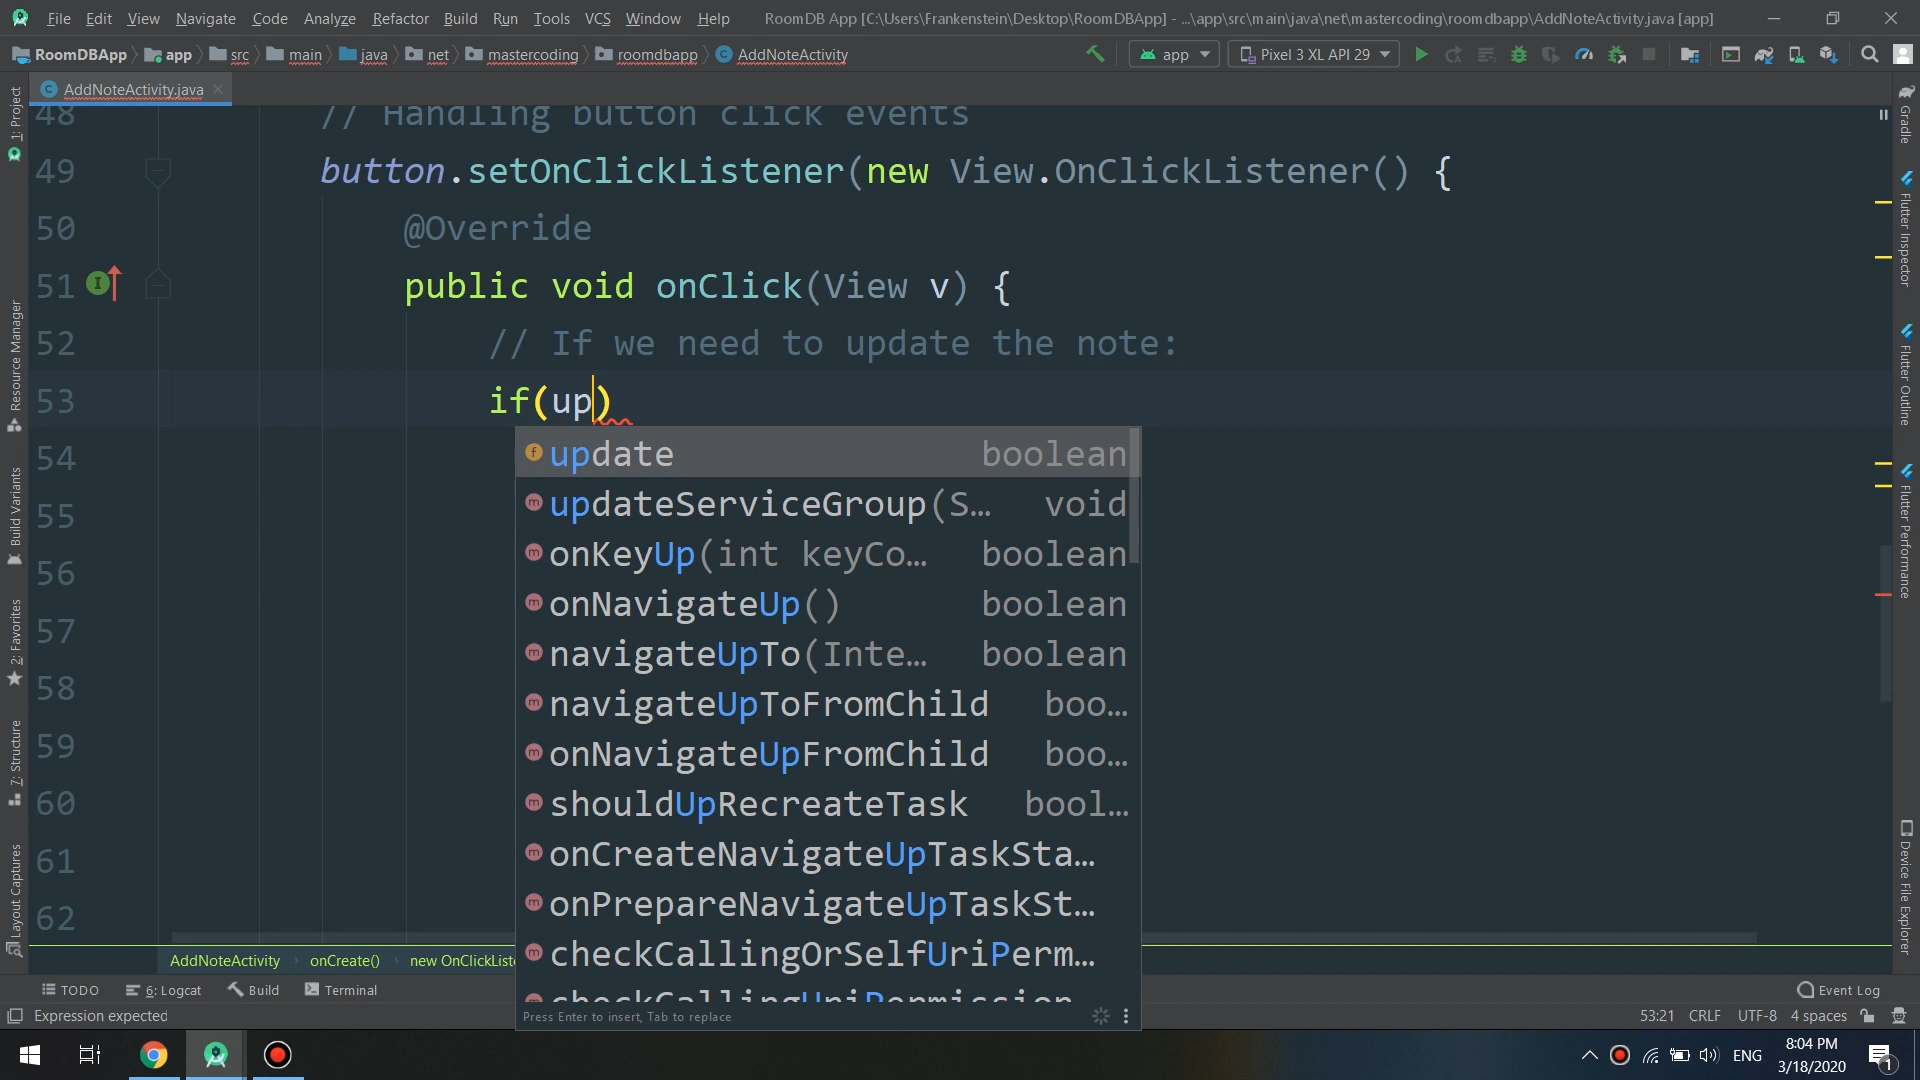 File Edit View Navigate Code Analyze Refactor Build Run Tools VCS Window Help RoomDB App [C:\Users\Frankenstein\Desktop\RoomDBApp] - ...\app\src\main\java\net\mastercoding\roomdbapp\AddNoteActivity.java [app]
RoomDBApp app src main java net mastercoding roomdbapp AddNoteActivity app Pixel 3 XL API 29
AddNoteActivity.java
48 // Handling button click events
49 button.setOnClickListener(new View.OnClickListener() {
50 @Override
51 public void onClick(View v) {
52 // If we need to update the note:
53 if(up)
54
55
56
57
58
59
60
61
62
update boolean
updateServiceGroup(S… void
onKeyUp(int keyCo… boolean
onNavigateUp() boolean
navigateUpTo(Inte… boolean
navigateUpToFromChild boo…
onNavigateUpFromChild boo…
shouldUpRecreateTask bool…
onCreateNavigateUpTaskSta…
onPrepareNavigateUpTaskSt…
checkCallingOrSelfUriPerm…
checkCallingUriPermission
Press Enter to insert, Tab to replace
1: Project
Resource Manager
Build Variants
2: Favorites
7: Structure
Layout Captures
Gradle
Flutter Inspector
Flutter Outline
Flutter Performance
Device File Explorer
AddNoteActivity onCreate() new OnClickListe
TODO 6: Logcat Build Terminal Event Log
Expression expected 53:21 CRLF UTF-8 4 spaces
ENG 8:04 PM
3/18/2020 1